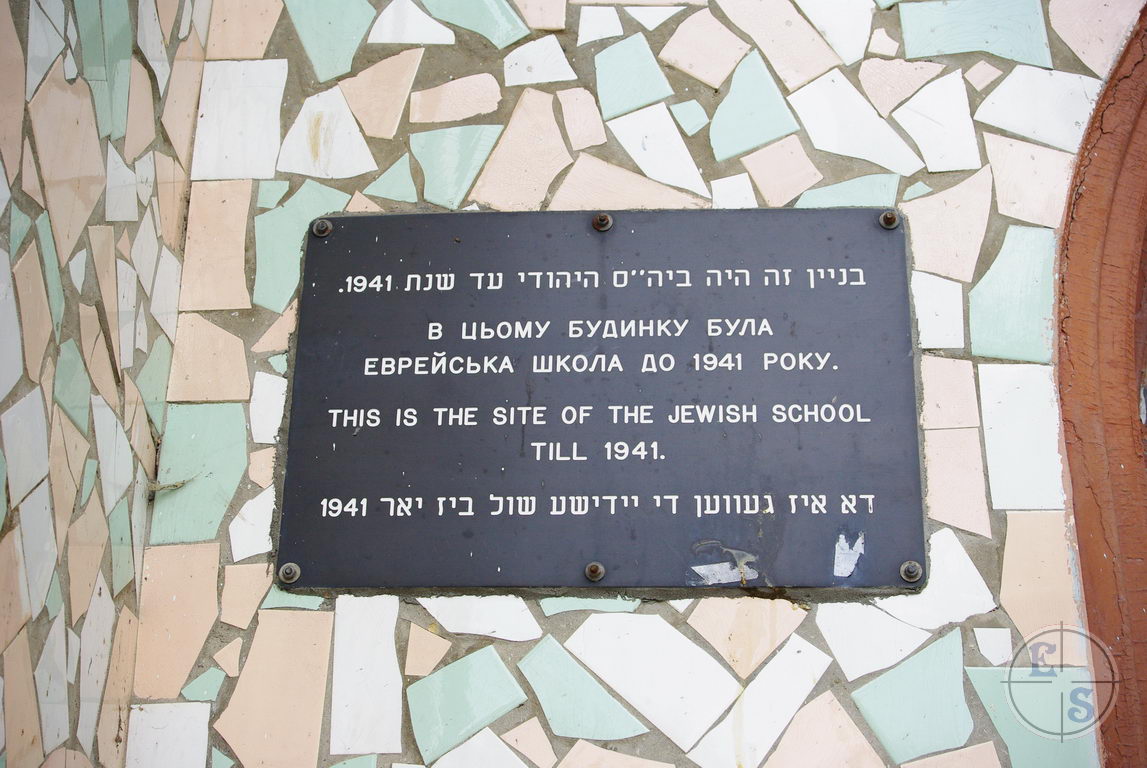 בניין זה היה ביה״ס היהודי עד שנת 1941.
В ЦЬОМУ БУДИНКУ БУЛА
ЕВРЕЙСЬКА ШКОЛА ДО 1941 РОКУ.
THIS IS THE SITE OF THE JEWISH SCHOOL
TILL 1941.
דא איז געווען די יידישע שול ביז יאר 1941
E
S